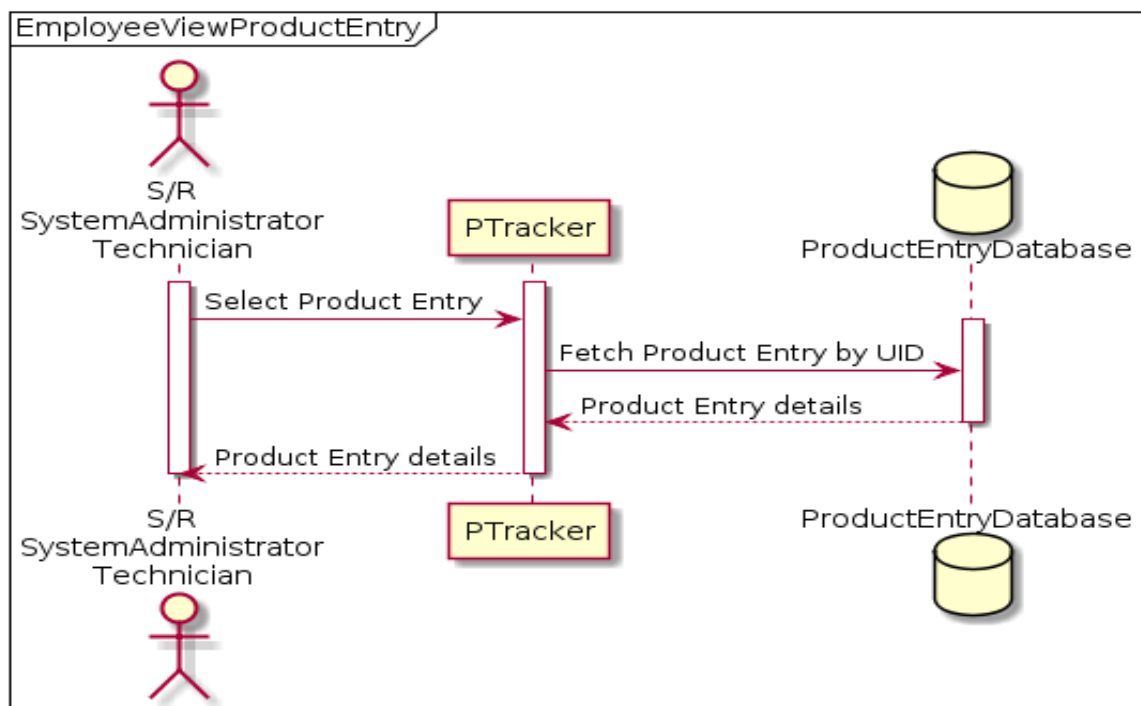 EmployeeViewProductEntry
S/R
SystemAdministrator
Technician
PTracker
ProductEntryDatabase
Select Product Entry
Fetch Product Entry by UID
Product Entry details
Product Entry details
S/R
SystemAdministrator
Technician
PTracker
ProductEntryDatabase